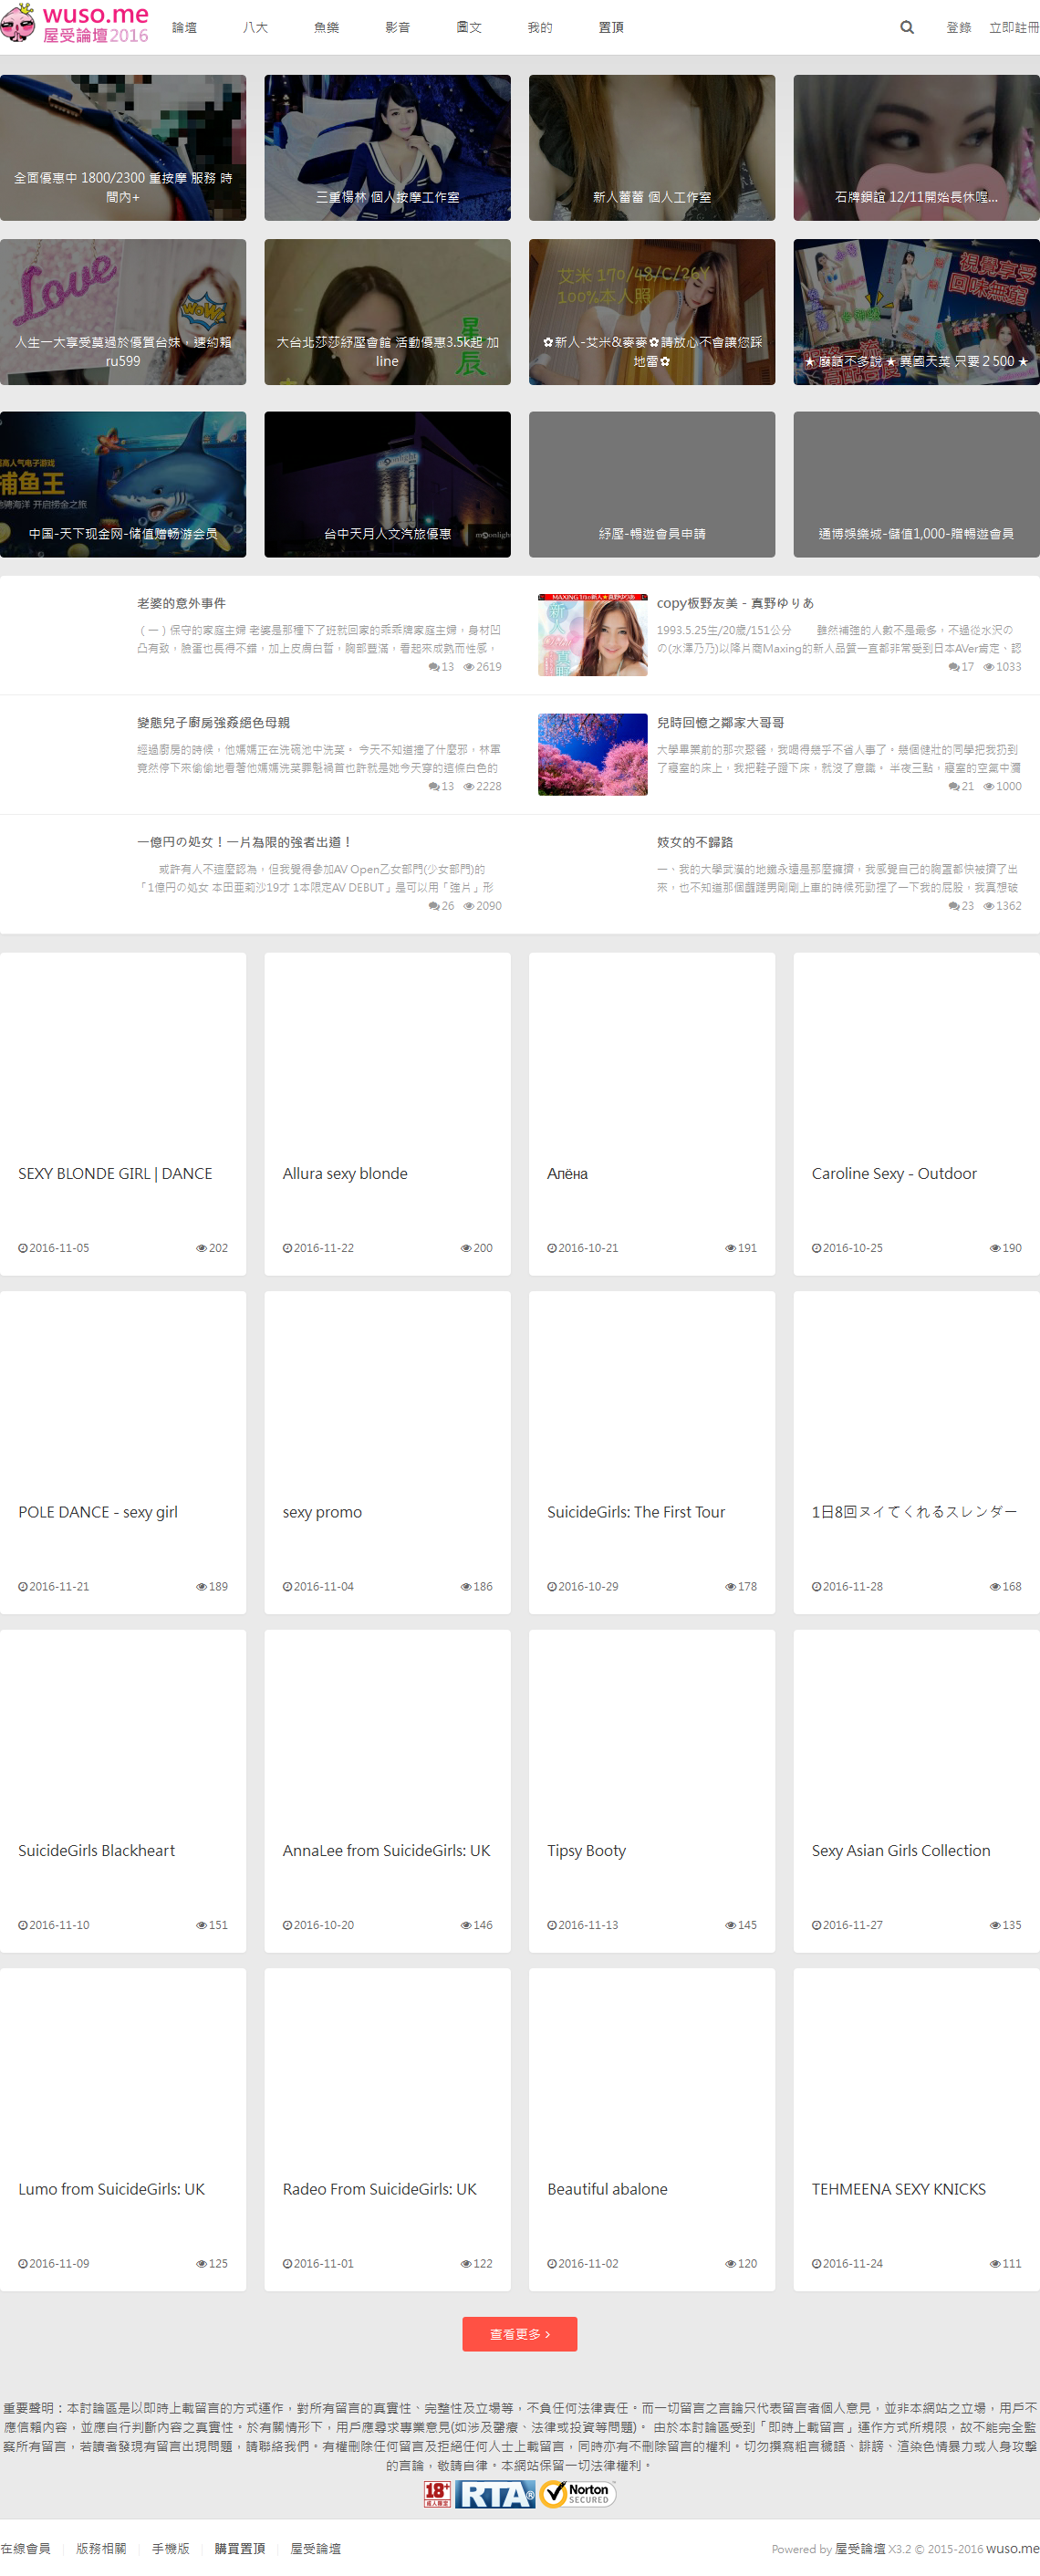 wuso.me
屋受論壇2016
論壇
八大
魚樂
影音
圖文
我的
置頂
登錄
立即註冊
全面優惠中 1800/2300 重按摩 服務 時
間內+
三重楊林 個人按摩工作室
新人蕾蕾 個人工作室
石牌鎖誼 12/11開始長休喔...
Love
WOW!
人生一大享受莫過於優質台妹，速約賴
ru599
星辰
大台北莎莎紓壓會館 活動優惠3.5k起 加
line
艾米 170/48/C/26Y
100%本人照
✿新人-艾米&麥麥✿請放心不會讓您踩
地雷✿
視覺享受
回味無窮
★ 廢話不多說 ★ 異國天菜 只要 2 500 ★
捕鱼王
中国-天下现金网-储值赠畅游会员
moonlight
台中天月人文汽旅優惠
紓壓-暢遊會員申請
通博娛樂城-儲值1,000-贈暢遊會員
老婆的意外事件
（一）保守的家庭主婦 老婆是那種下了班就回家的乖乖牌家庭主婦，身材凹
凸有致，臉蛋也長得不錯，加上皮膚白晢，胸部豐滿，看起來成熟而性感，
13 2619
copy板野友美 - 真野ゆりあ
1993.5.25生/20歲/151公分 雖然補強的人數不是最多，不過從水沢の
の(水澤乃乃)以降片商Maxing的新人品質一直都非常受到日本AVer肯定、認
17 1033
變態兒子廚房強姦絕色母親
經過廚房的時候，他媽媽正在洗碗池中洗菜。 今天不知道撞了什麼邪，林軍
竟然停下來偷偷地看著他媽媽洗菜罪魁禍首也許就是她今天穿的這條白色的
13 2228
兒時回憶之鄰家大哥哥
大學畢業前的那次聚餐，我喝得幾乎不省人事了。幾個健壯的同學把我扔到
了寢室的床上，我把鞋子蹬下床，就沒了意識。 半夜三點，寢室的空氣中瀰
21 1000
一億円の処女！一片為限的強者出道！
或許有人不這麼認為，但我覺得參加AV Open乙女部門(少女部門)的
「1億円の処女 本田亜莉沙19才 1本限定AV DEBUT」是可以用「強片」形
26 2090
妓女的不歸路
一、我的大學武漢的地鐵永遠是那麼擁擠，我感覺自己的胸罩都快被擠了出
來，也不知道那個齷蹉男剛剛上車的時候死勁捏了一下我的屁股，我真想破
23 1362
SEXY BLONDE GIRL | DANCE
2016-11-05 202
Allura sexy blonde
2016-11-22 200
Алёна
2016-10-21 191
Caroline Sexy - Outdoor
2016-10-25 190
POLE DANCE - sexy girl
2016-11-21 189
sexy promo
2016-11-04 186
SuicideGirls: The First Tour
2016-10-29 178
1日8回ヌイてくれるスレンダー
2016-11-28 168
SuicideGirls Blackheart
2016-11-10 151
AnnaLee from SuicideGirls: UK
2016-10-20 146
Tipsy Booty
2016-11-13 145
Sexy Asian Girls Collection
2016-11-27 135
Lumo from SuicideGirls: UK
2016-11-09 125
Radeo From SuicideGirls: UK
2016-11-01 122
Beautiful abalone
2016-11-02 120
TEHMEENA SEXY KNICKS
2016-11-24 111
查看更多 >
重要聲明：本討論區是以即時上載留言的方式運作，對所有留言的真實性、完整性及立場等，不負任何法律責任。而一切留言之言論只代表留言者個人意見，並非本網站之立場，用戶不
應信賴內容，並應自行判斷內容之真實性。於有關情形下，用戶應尋求專業意見(如涉及醫療、法律或投資等問題)。 由於本討論區受到「即時上載留言」運作方式所規限，故不能完全監
察所有留言，若讀者發現有留言出現問題，請聯絡我們。有權刪除任何留言及拒絕任何人士上載留言，同時亦有不刪除留言的權利。切勿撰寫粗言穢語、誹謗、渲染色情暴力或人身攻擊
的言論，敬請自律。本網站保留一切法律權利。
18+
成人限定
RTA®
Norton
SECURED
在線會員 | 版務相關 | 手機版 | 購買置頂 | 屋受論壇
Powered by 屋受論壇 X3.2 © 2015-2016 wuso.me